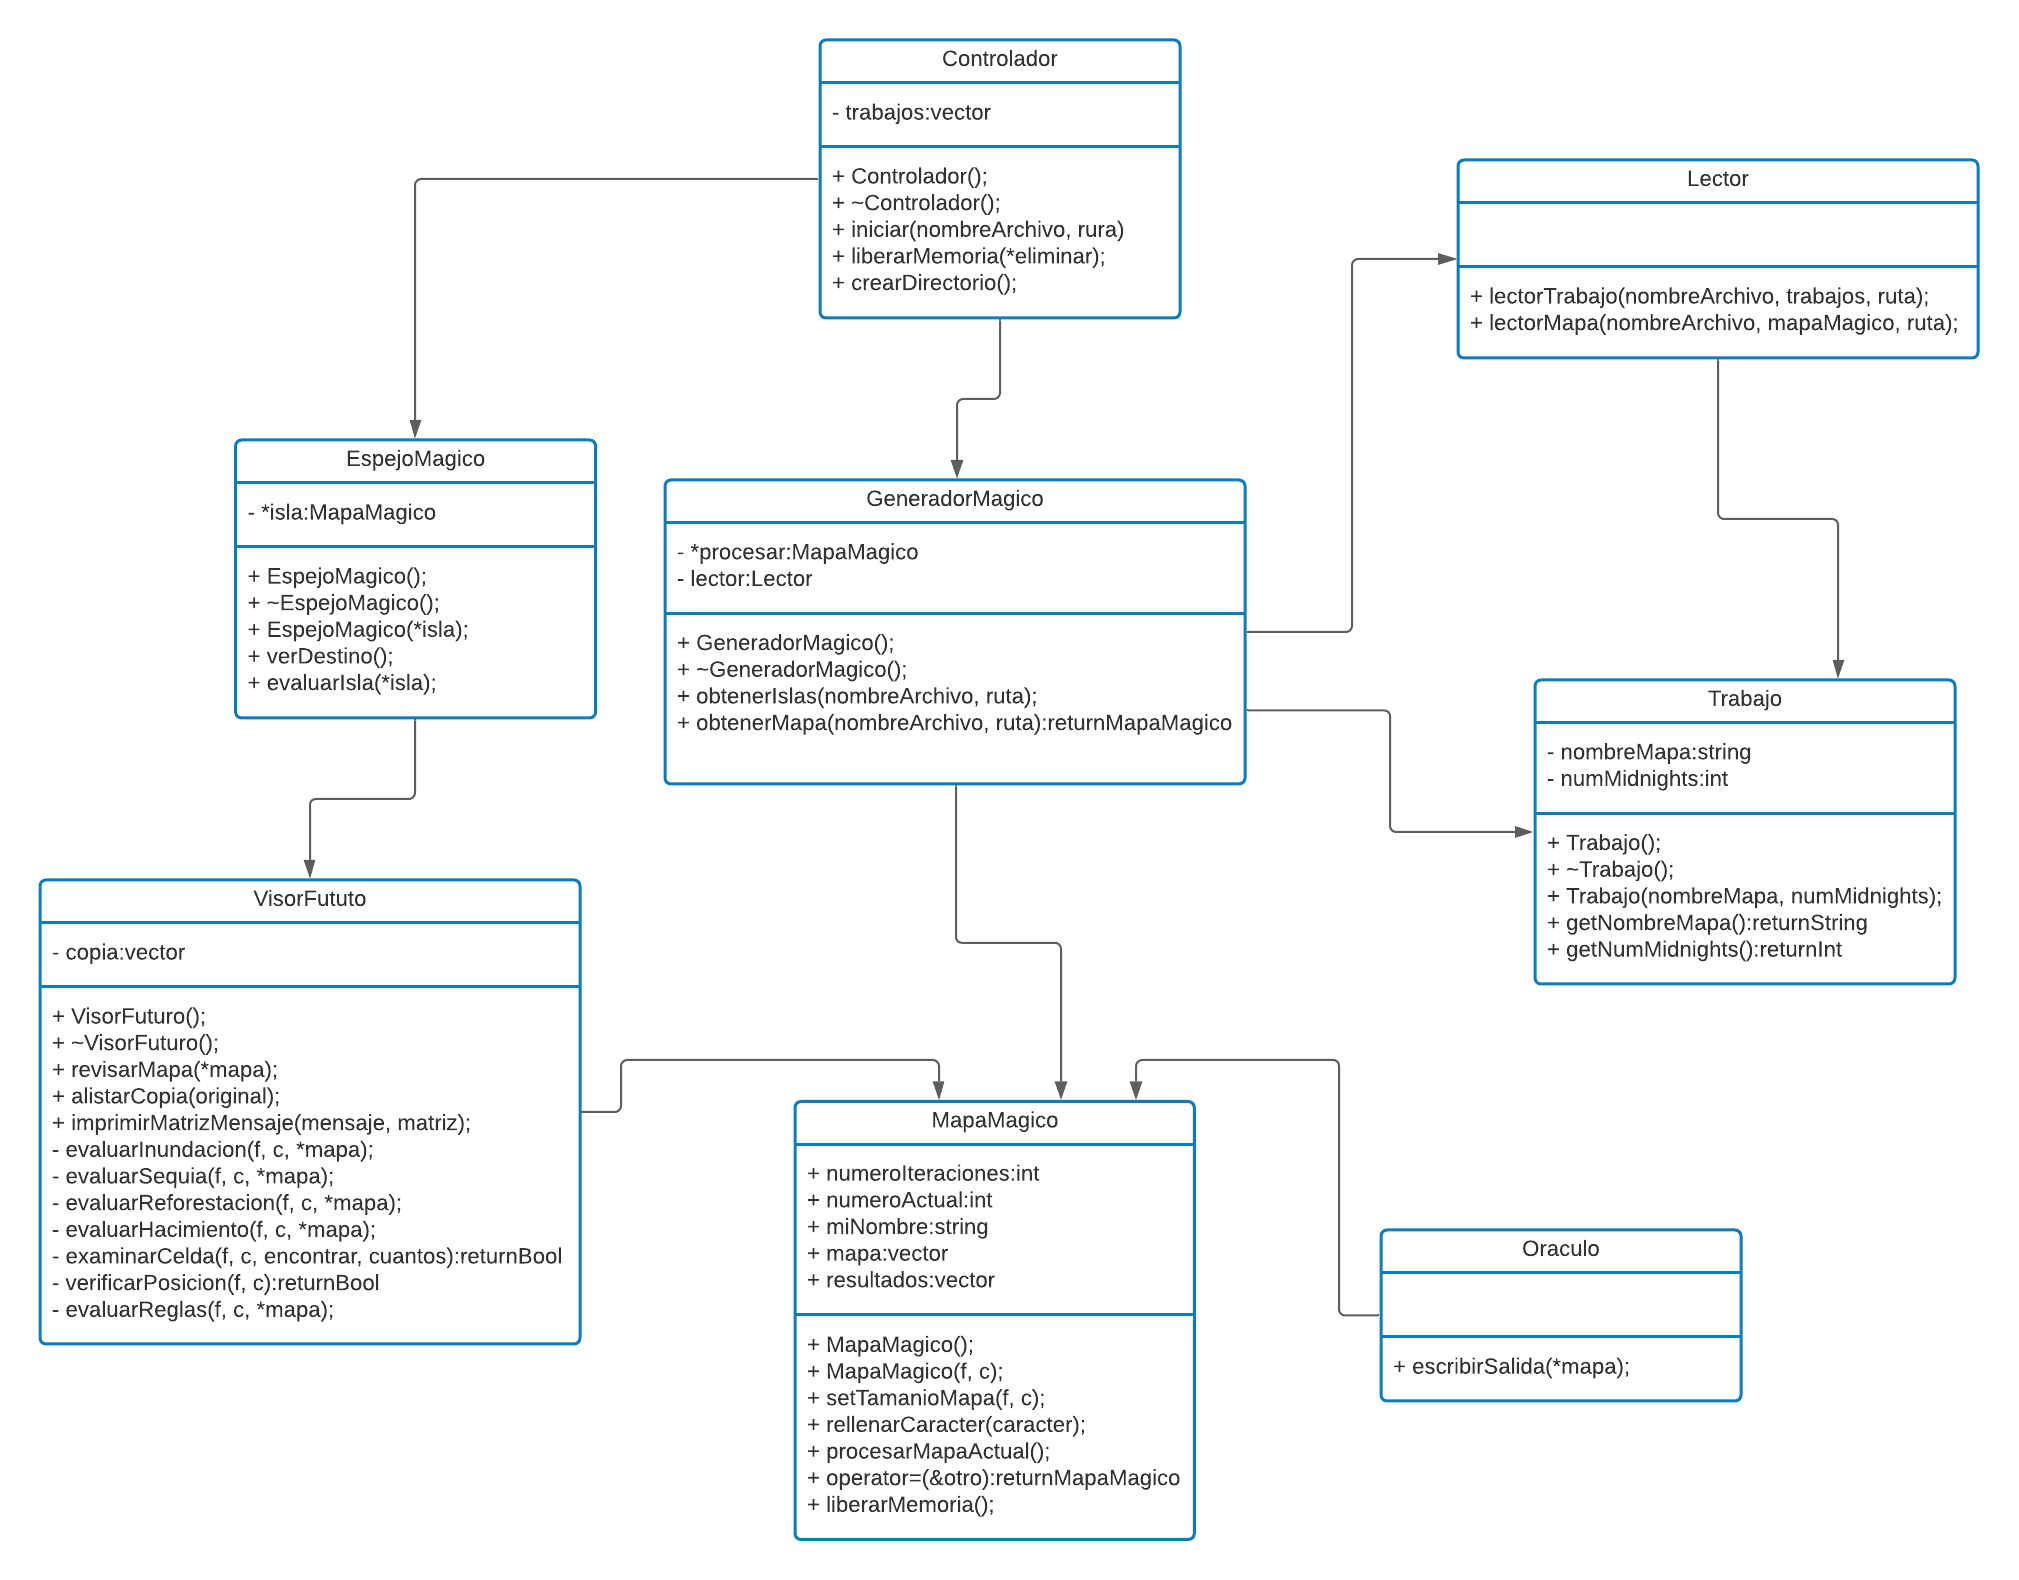 Controlador
- trabajos:vector
+ Controlador();
+ ~Controlador();
+ iniciar(nombreArchivo, rura)
+ liberarMemoria(*eliminar);
+ crearDirectorio();
Lector
+ lectorTrabajo(nombreArchivo, trabajos, ruta);
+ lectorMapa(nombreArchivo, mapaMagico, ruta);
EspejoMagico
- *isla:MapaMagico
+ EspejoMagico();
+ ~EspejoMagico();
+ EspejoMagico(*isla);
+ verDestino();
+ evaluarIsla(*isla);
GeneradorMagico
- *procesar:MapaMagico
- lector:Lector
+ GeneradorMagico();
+ ~GeneradorMagico();
+ obtenerIslas(nombreArchivo, ruta);
+ obtenerMapa(nombreArchivo, ruta):returnMapaMagico
Trabajo
- nombreMapa:string
- numMidnights:int
+ Trabajo();
+ ~Trabajo();
+ Trabajo(nombreMapa, numMidnights);
+ getNombreMapa():returnString
+ getNumMidnights():returnInt
VisorFututo
- copia:vector
+ VisorFuturo();
+ ~VisorFuturo();
+ revisarMapa(*mapa);
+ alistarCopia(original);
+ imprimirMatrizMensaje(mensaje, matriz);
- evaluarInundacion(f, c, *mapa);
- evaluarSequia(f, c, *mapa);
- evaluarReforestacion(f, c, *mapa);
- evaluarHacimiento(f, c, *mapa);
- examinarCelda(f, c, encontrar, cuantos):returnBool
- verificarPosicion(f, c):returnBool
- evaluarReglas(f, c, *mapa);
MapaMagico
+ numeroIteraciones:int
+ numeroActual:int
+ miNombre:string
+ mapa:vector
+ resultados:vector
+ MapaMagico();
+ MapaMagico(f, c);
+ setTamanioMapa(f, c);
+ rellenarCaracter(caracter);
+ procesarMapaActual();
+ operator=(&otro):returnMapaMagico
+ liberarMemoria();
Oraculo
+ escribirSalida(*mapa);